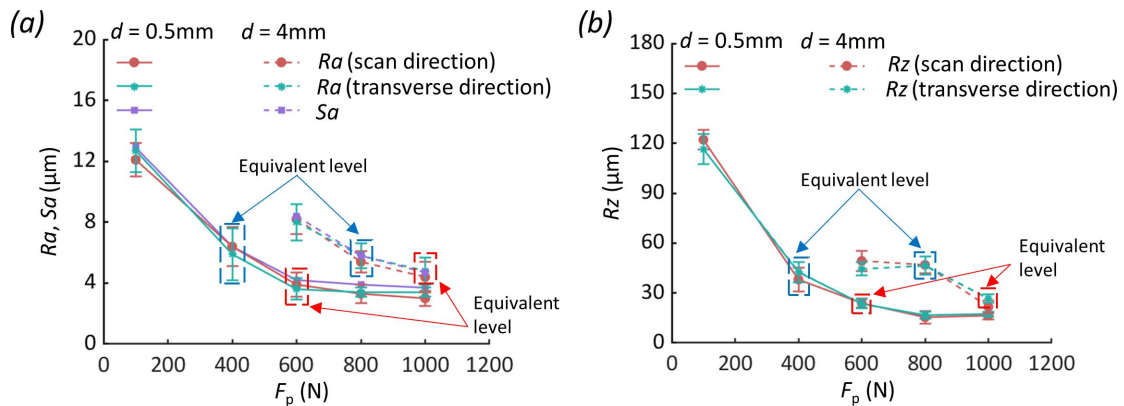 (a)
d = 0.5mm d = 4mm
Ra (scan direction)
Ra (transverse direction)
Sa
Equivalent level
Equivalent
level
Ra, Sa (µm)
20
16
12
8
4
0
0 200 400 600 800 1000 1200
Fp (N)
(b)
d = 0.5mm d = 4mm
Rz (scan direction)
Rz (transverse direction)
Equivalent level
Equivalent
level
Rz (µm)
180
150
120
90
60
30
0
0 200 400 600 800 1000 1200
Fp (N)